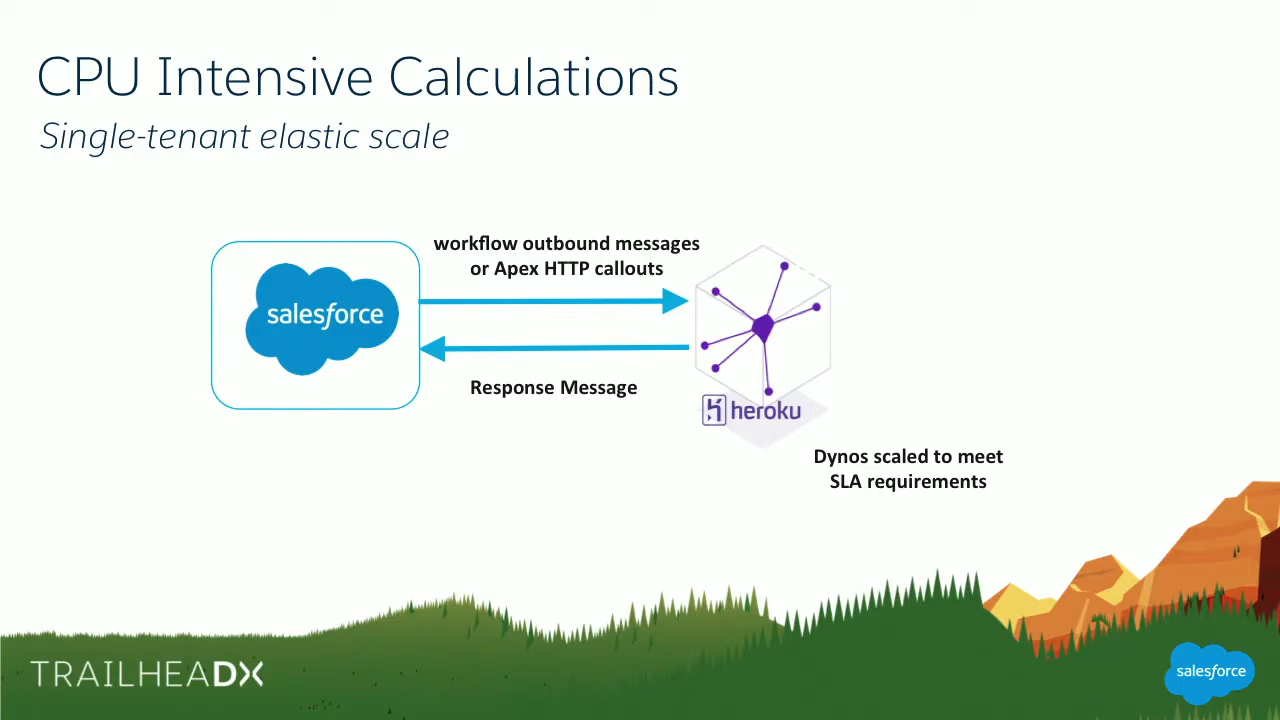 CPU Intensive Calculations
Single-tenant elastic scale
workflow outbound messages
or Apex HTTP callouts
salesforce
Response Message
heroku
Dynos scaled to meet
SLA requirements
TRAILHEADX
salesforce